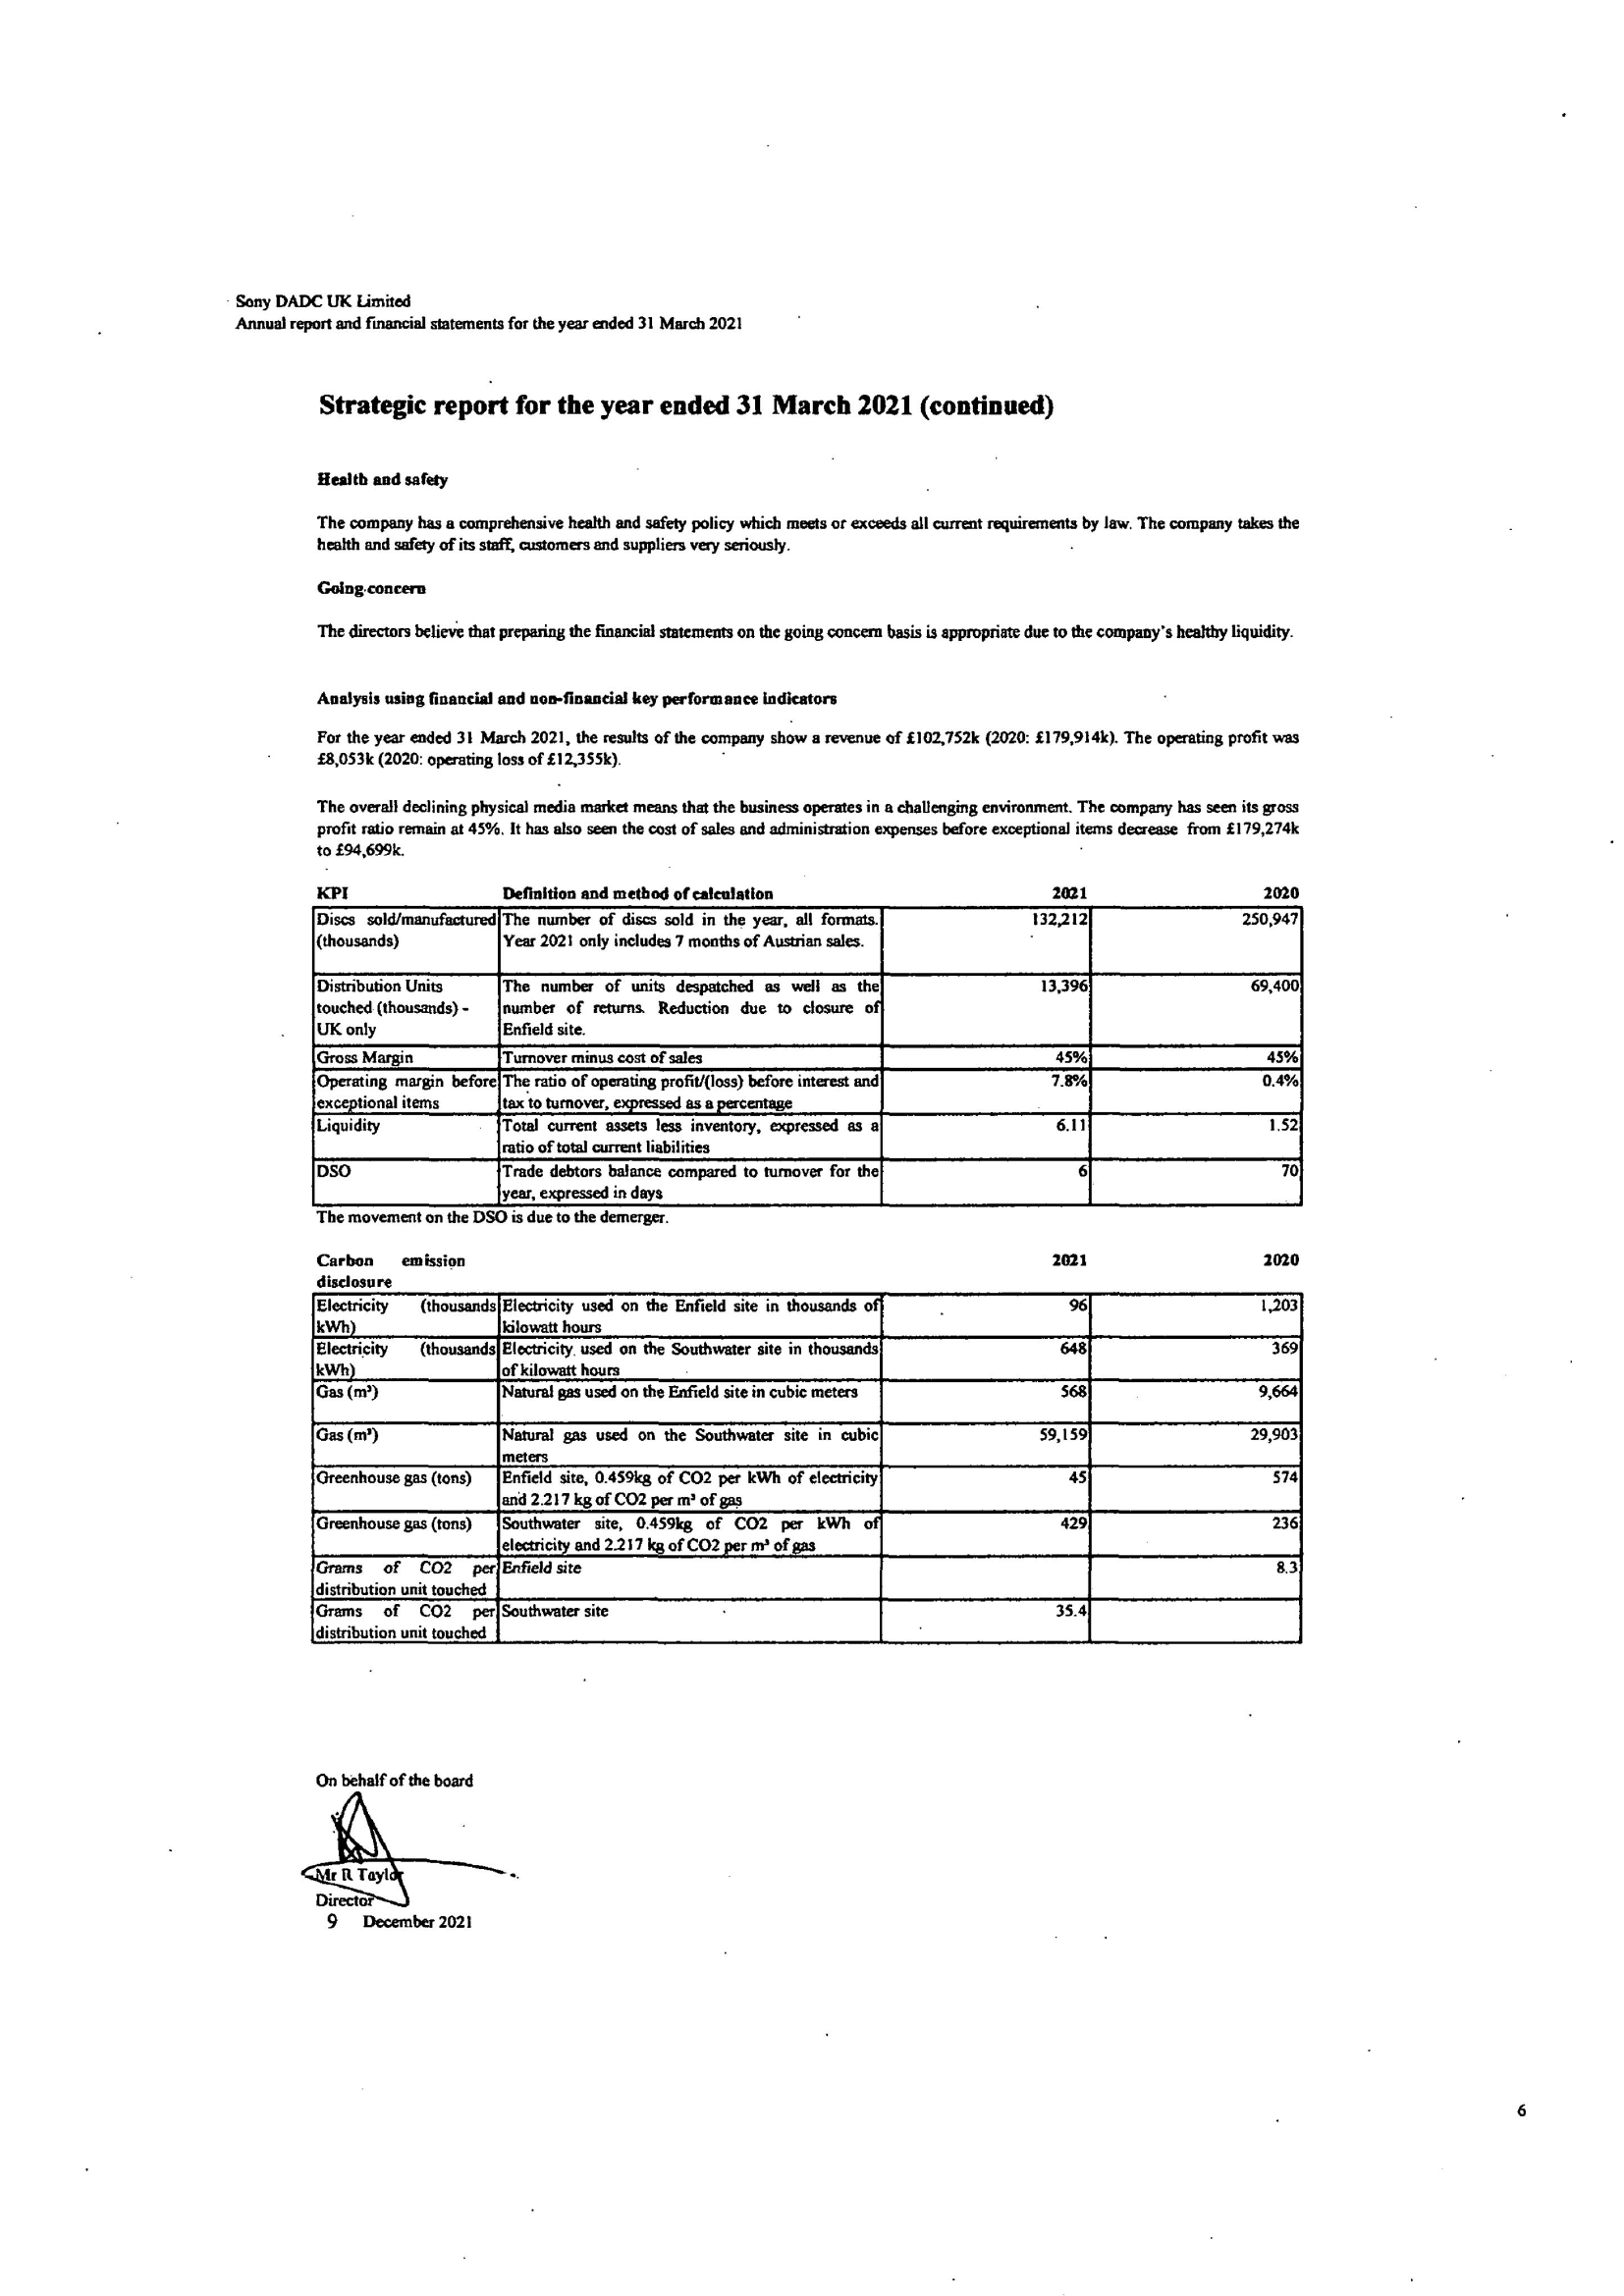 Sony DADC UK Limited
Annual report and financial statements for the year ended 31 March 2021
Strategic report for the year ended 31 March 2021 (continued)
Health and safety
The company has a comprehensive health and safety policy which meets or exceeds all current requirements by law. The company takes the
health and safety of its staff, customers and suppliers very seriously.
Going concern
The directors believe that preparing the financial statements on the going concern basis is appropriate due to the company's healthy liquidity.
Analysis using financial and non-financial key performance indicators
For the year ended 31 March 2021, the results of the company show a revenue of £102,752k (2020: £179,914k). The operating profit was
£8,053k (2020: operating loss of £12,355k).
The overall declining physical media market means that the business operates in a challenging environment. The company has seen its gross
profit ratio remain at 45%. It has also seen the cost of sales and administration expenses before exceptional items decrease from £179,274k
to £94,699k.
KPI Definition and method of calculation 2021 2020
Discs sold/manufactured The number of discs sold in the year, all formats. 132,212 250,947
(thousands) Year 2021 only includes 7 months of Austrian sales.
Distribution Units The number of units despatched as well as the 13,396 69,400
touched (thousands) - number of returns. Reduction due to closure of
UK only Enfield site.
Gross Margin Turnover minus cost of sales 45% 45%
Operating margin before The ratio of operating profit/(loss) before interest and 7.8% 0.4%
exceptional items tax to turnover, expressed as a percentage
Liquidity Total current assets less inventory, expressed as a 6.11 1.52
ratio of total current liabilities
DSO Trade debtors balance compared to turnover for the 6 70
year, expressed in days
The movement on the DSO is due to the demerger.
Carbon emission 2021 2020
disclosure
Electricity (thousands Electricity used on the Enfield site in thousands of 96 1,203
kWh) kilowatt hours
Electricity (thousands Electricity used on the Southwater site in thousands 648 369
kWh) of kilowatt hours
Gas (m³) Natural gas used on the Enfield site in cubic meters 568 9,664
Gas (m³) Natural gas used on the Southwater site in cubic 59,159 29,903
meters
Greenhouse gas (tons) Enfield site, 0.459kg of CO2 per kWh of electricity 45 574
and 2.217 kg of CO2 per m³ of gas
Greenhouse gas (tons) Southwater site, 0.459kg of CO2 per kWh of 429 236
electricity and 2.217 kg of CO2 per m³ of gas
Grams of CO2 per Enfield site 8.3
distribution unit touched
Grams of CO2 per Southwater site 35.4
distribution unit touched
On behalf of the board
Mr R Taylor
Director
9 December 2021
6